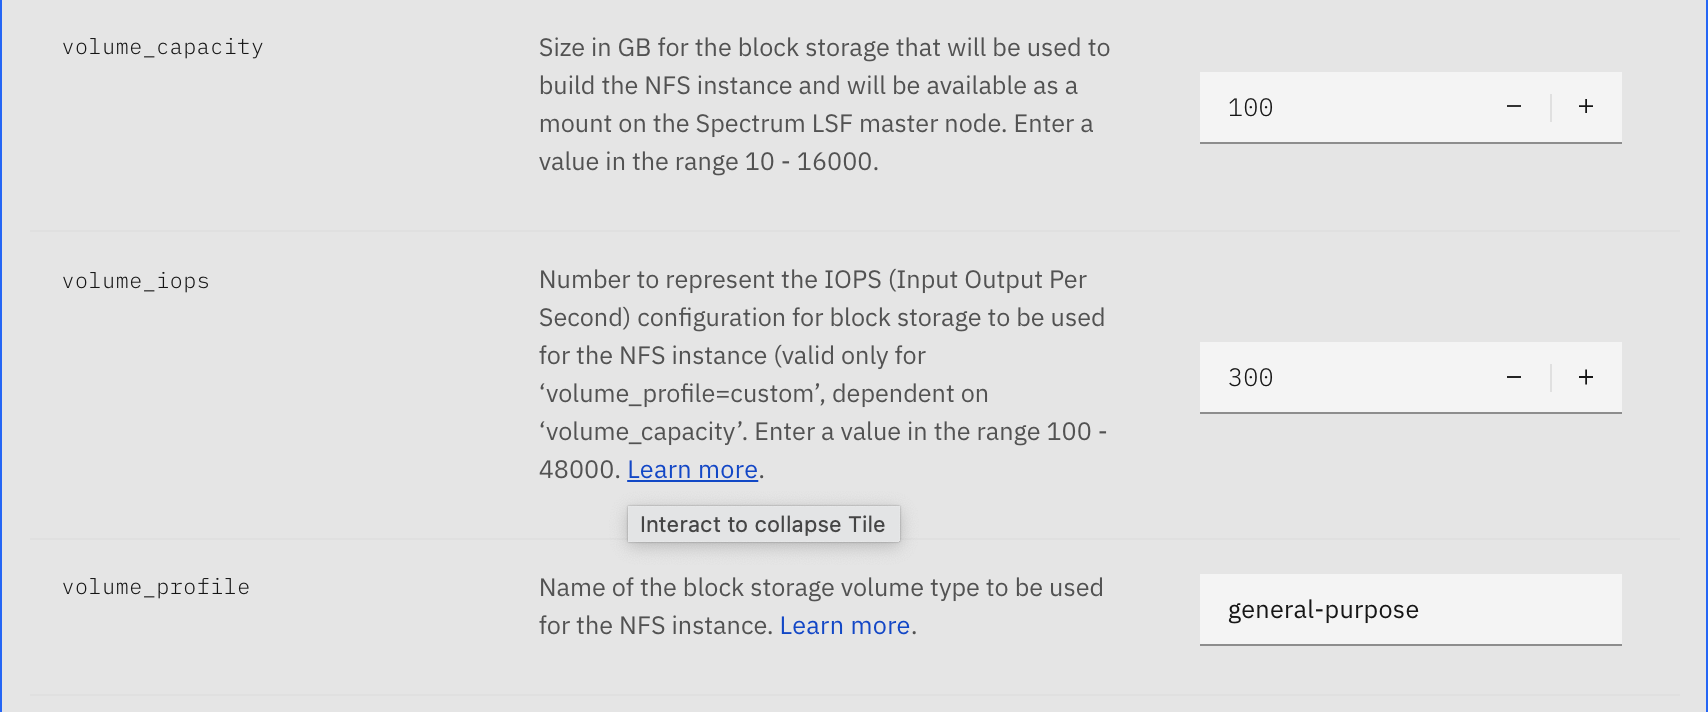 volume_capacity
Size in GB for the block storage that will be used to
build the NFS instance and will be available as a
mount on the Spectrum LSF master node. Enter a
value in the range 10 - 16000.
100
volume_iops
Number to represent the IOPS (Input Output Per
Second) configuration for block storage to be used
for the NFS instance (valid only for
‘volume_profile=custom’, dependent on
‘volume_capacity’. Enter a value in the range 100 -
48000. Learn more.
300
Interact to collapse Tile
volume_profile
Name of the block storage volume type to be used
for the NFS instance. Learn more.
general-purpose